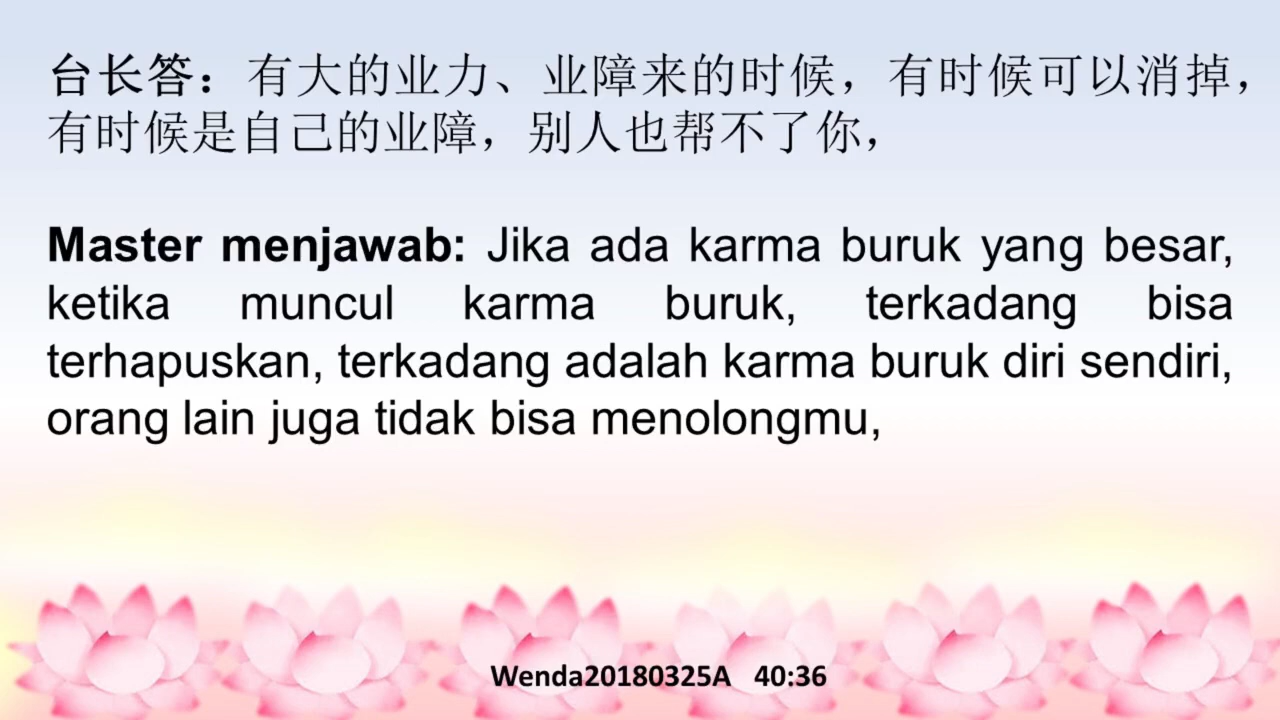 台长答：有大的业力、业障来的时候，有时候可以消掉，
有时候是自己的业障，别人也帮不了你，
Master menjawab: Jika ada karma buruk yang besar,
ketika muncul karma buruk, terkadang bisa
terhapuskan, terkadang adalah karma buruk diri sendiri,
orang lain juga tidak bisa menolongmu,
Wenda20180325A 40:36